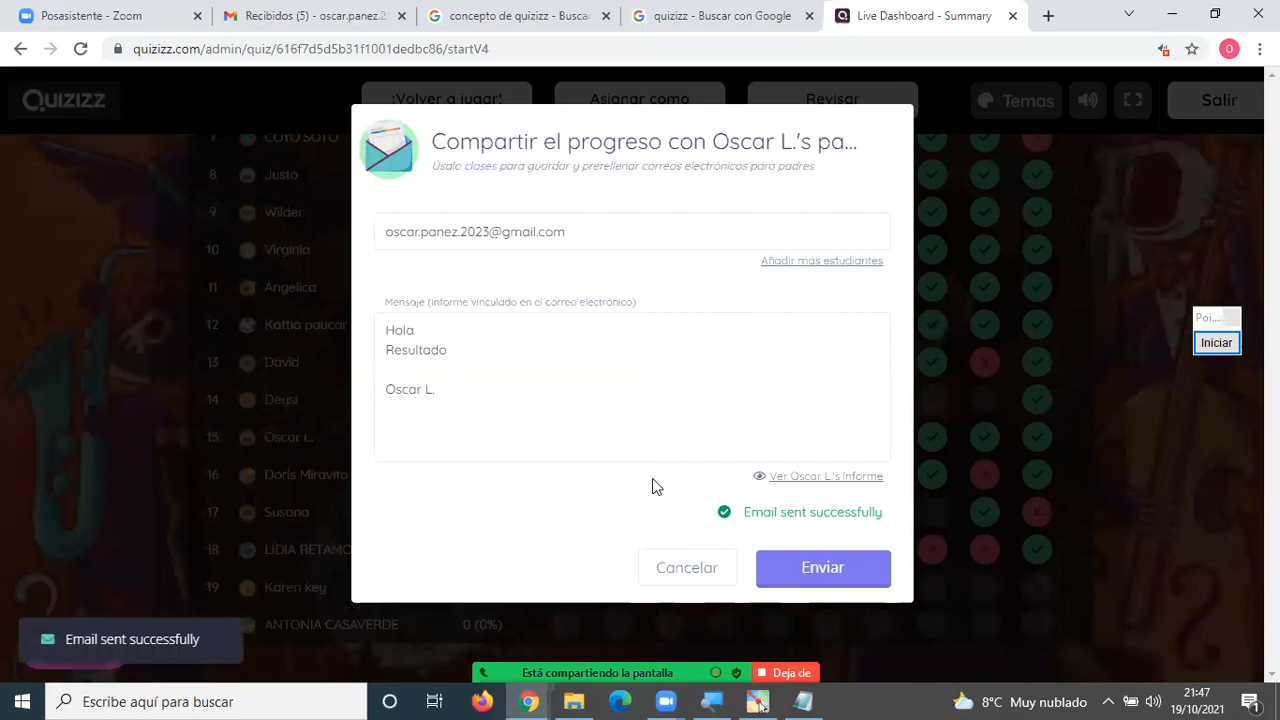 Posasistente - Zoom
Recibidos (6) - oscar.panez.2
concepto de quizizz - Buscar
quizizz - Buscar con Google
Live Dashboard - Summary
quizizz.com/admin/quiz/616f7d5d5b31f1001dedbc86/startV4
O
Quizizz
¡Volver a jugar!
Asignar como
Revisar
Temas
Salir
Compartir el progreso con Oscar L.'s pa...
Úsalo clases para guardar y prerellenar correos electrónicos para padres
oscar.panez.2023@gmail.com
Añadir más estudiantes
Mensaje (informe vinculado en el correo electrónico)
Hola
Resultado
Oscar L.
Ver Oscar L.'s informe
Email sent successfully
Cancelar
Enviar
7 COYO SOTO
8 Justo
9 Wilder
10 Virginia
11 Angelica
12 Kattia paucar
13 David
14 Deysi
15 Oscar L.
16 Doris Miravito
17 Susana
18 LÍDIA RETAMO
19 Karen key
ANTONIA CASAVERDE 0 (0%)
Poi...
Iniciar
Email sent successfully
Está compartiendo la pantalla
Deja de
Escribe aquí para buscar
8°C Muy nublado
21:47
19/10/2021
1